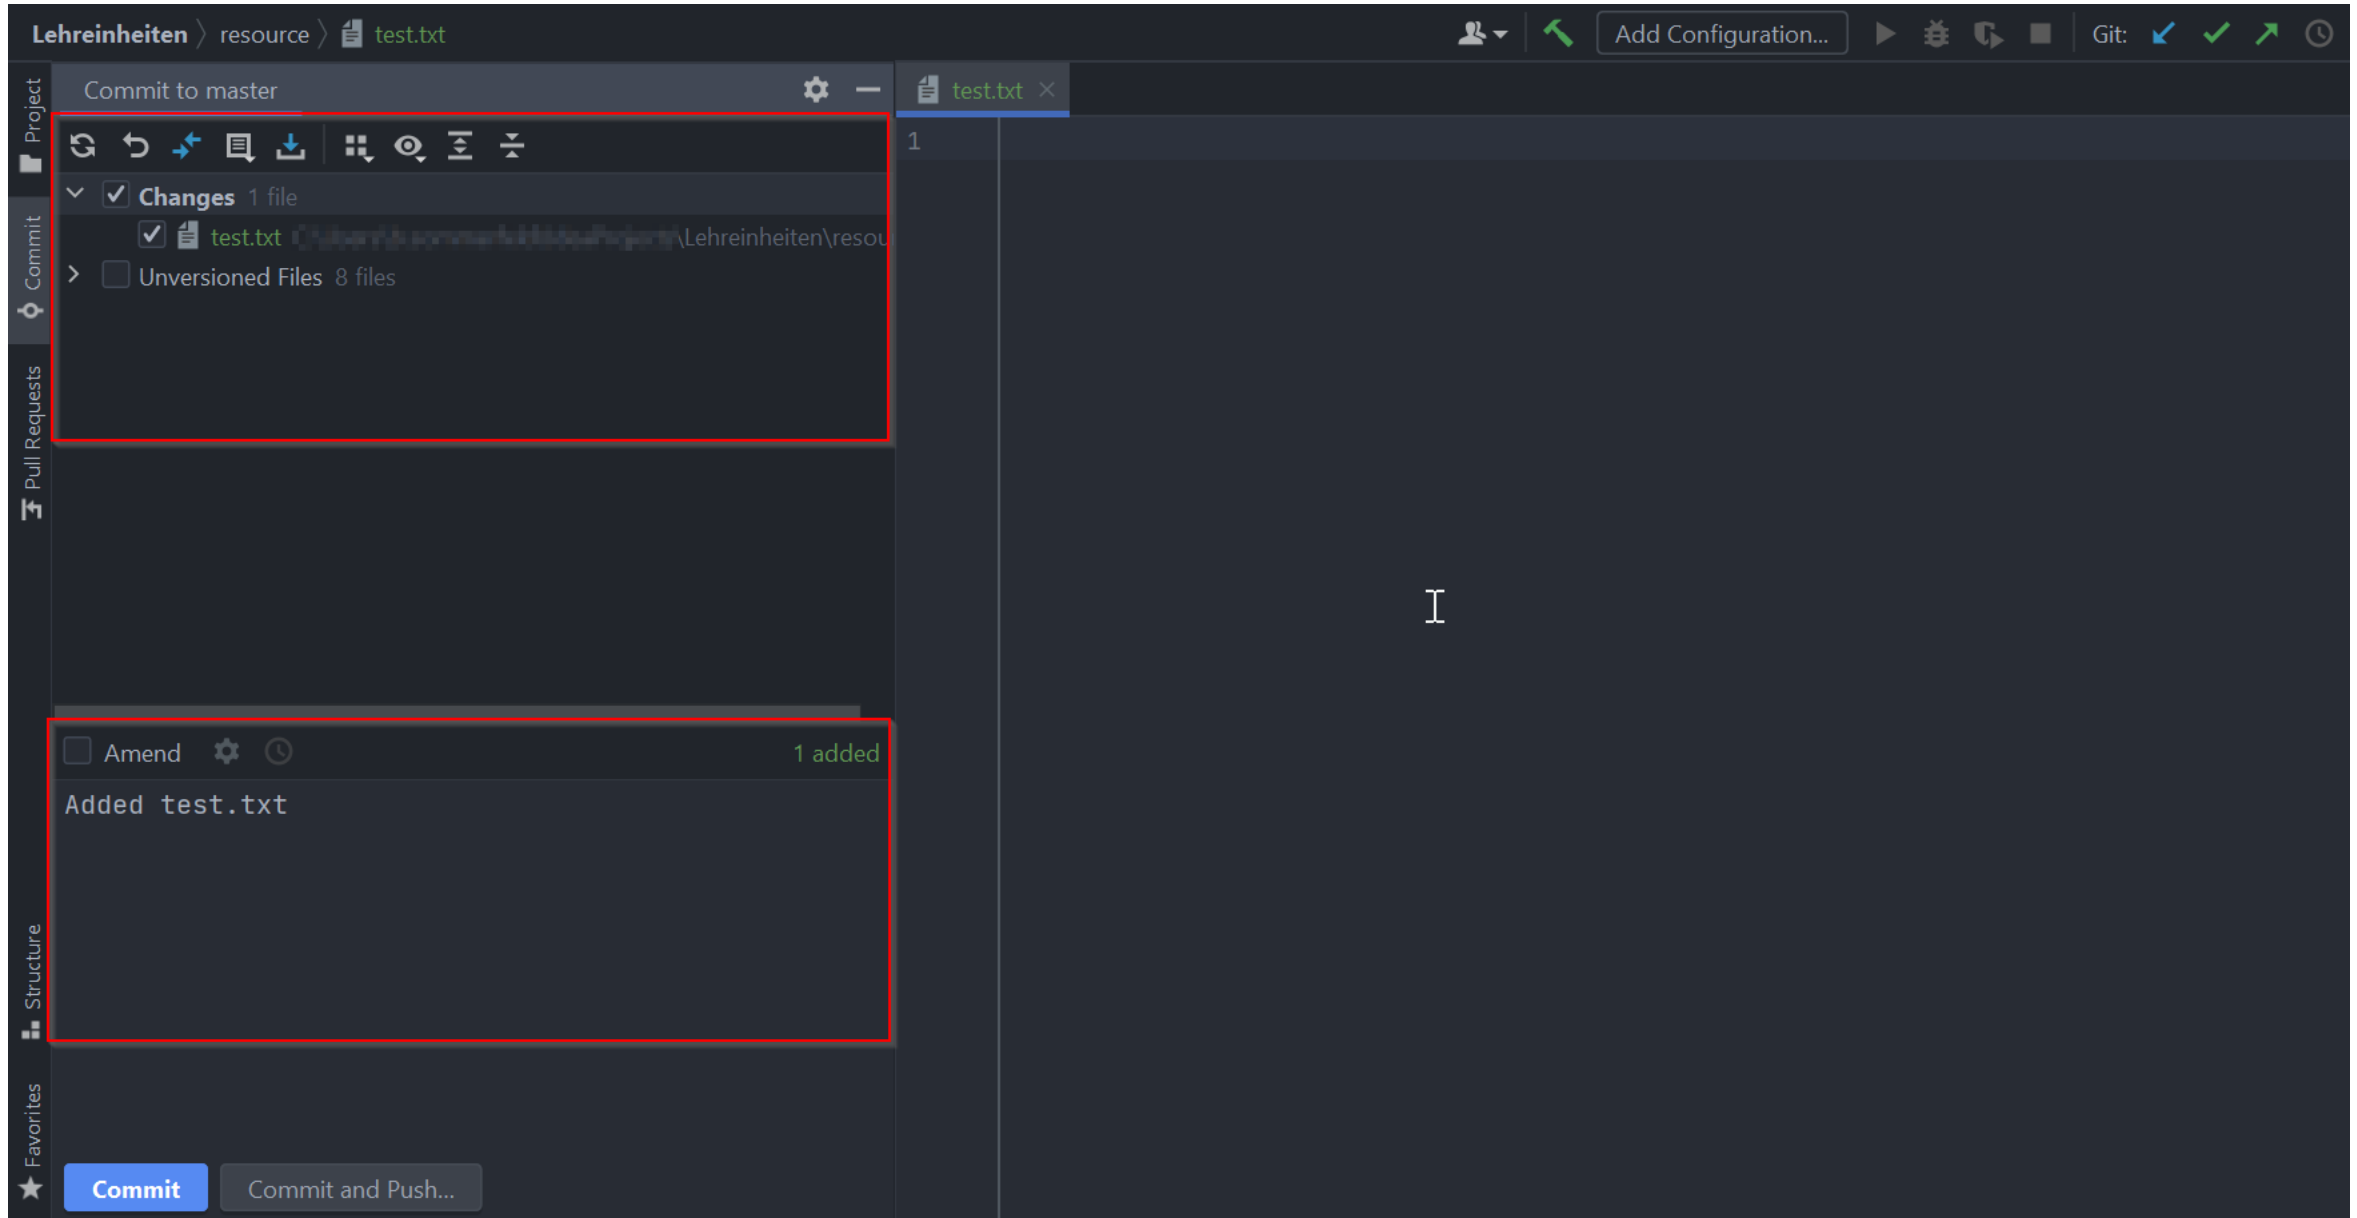 Lehreinheiten resource test.txt Add Configuration... Git:
Project
Commit
Pull Requests
Structure
Favorites
Commit to master
Changes 1 file
test.txt \Lehreinheiten\resou
Unversioned Files 8 files
Amend 1 added
Added test.txt
Commit Commit and Push...
test.txt
1